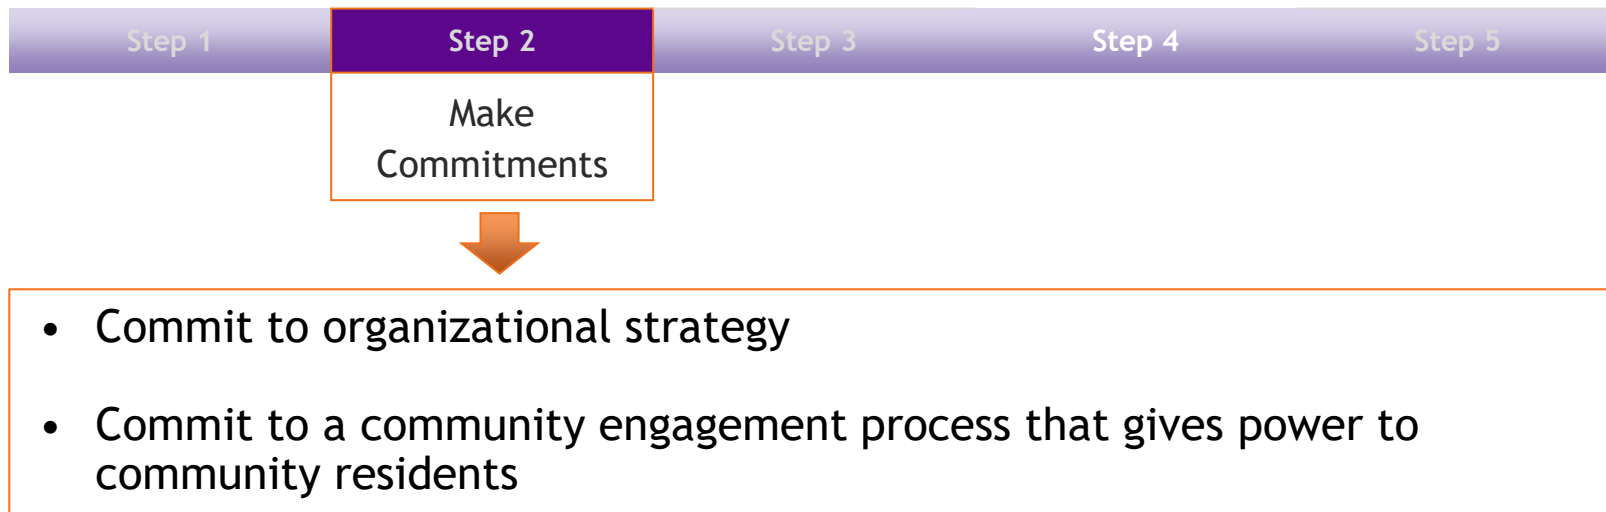 Step 1
Step 2
Step 3
Step 4
Step 5
Make
Commitments
• Commit to organizational strategy
• Commit to a community engagement process that gives power to
community residents